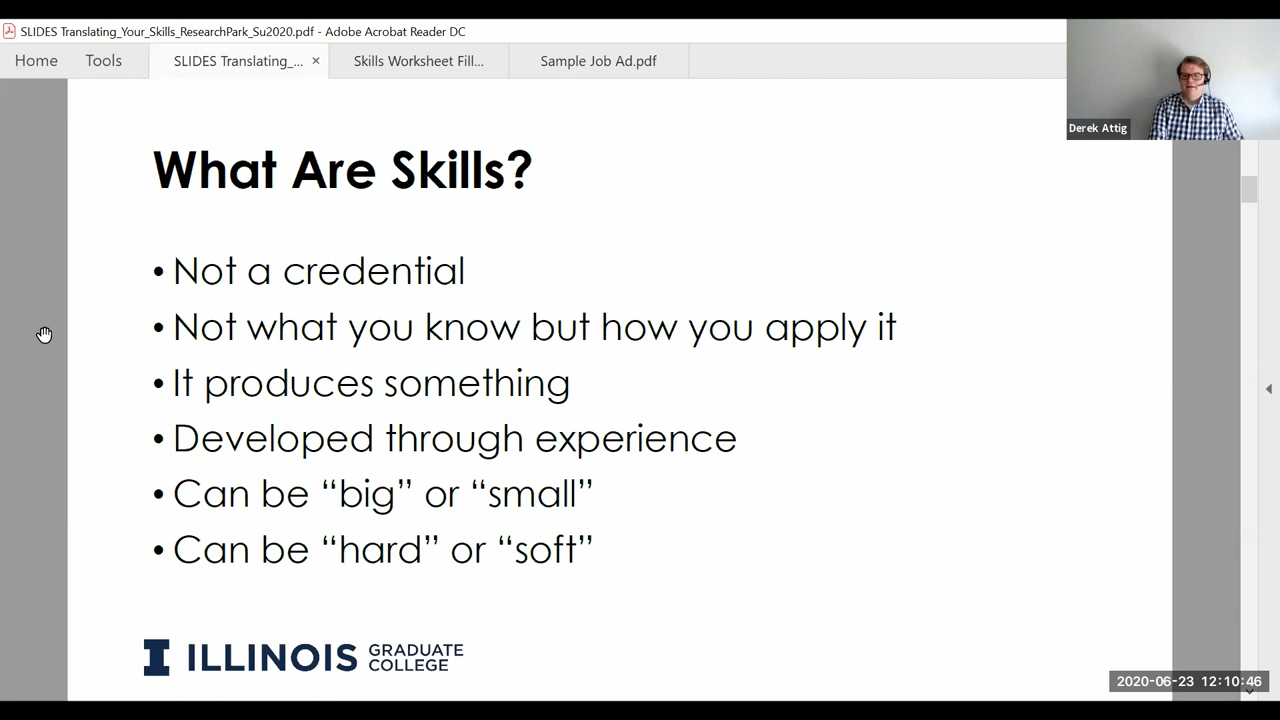 SLIDES Translating_Your_Skills_ResearchPark_Su2020.pdf - Adobe Acrobat Reader DC
Home Tools SLIDES Translating_... × Skills Worksheet Fill... Sample Job Ad.pdf
Derek Attig
What Are Skills?
• Not a credential
• Not what you know but how you apply it
• It produces something
• Developed through experience
• Can be “big” or “small”
• Can be “hard” or “soft”
I ILLINOIS GRADUATE
COLLEGE
2020-06-23 12:10:46